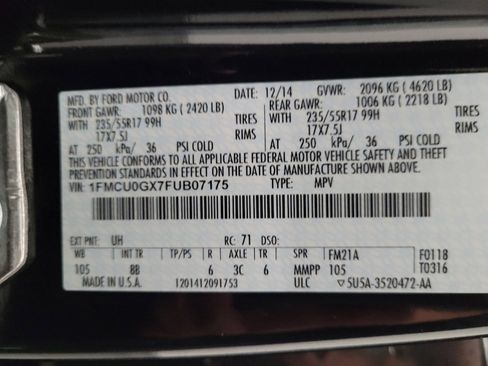 MFD. BY FORD MOTOR CO. DATE: 12/14 GVWR: 2096 KG ( 4620 LB)
FRONT GAWR: 1098 KG ( 2420 LB) REAR GAWR: 1006 KG ( 2218 LB)
WITH 235/55R17 99H TIRES WITH 235/55R17 99H TIRES
17X7.5J RIMS 17X7.5J RIMS
AT 250 kPa/ 36 PSI COLD AT 250 kPa/ 36 PSI COLD
THIS VEHICLE CONFORMS TO ALL APPLICABLE FEDERAL MOTOR VEHICLE SAFETY AND THEFT
PREVENTION STANDARDS IN EFFECT ON THE DATE OF MANUFACTURE SHOWN ABOVE.
VIN: 1FMCU0GX7FUB07175 TYPE: MPV
EXT PNT: UH RC: 71 DSO:
WB INT TR TP/PS R AXLE TR SPR FM21A F0118
105 8B 6 3C 6 MMPP 105 T0316
MADE IN U.S.A. 1201412091753 ULC 5U5A-3520472-AA